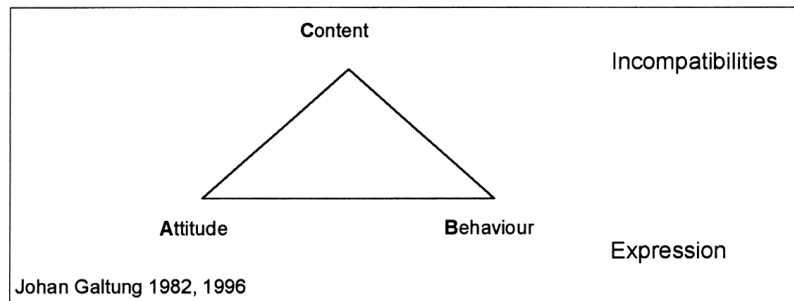 Content
Incompatibilities
Attitude
Behaviour
Expression
Johan Galtung 1982, 1996